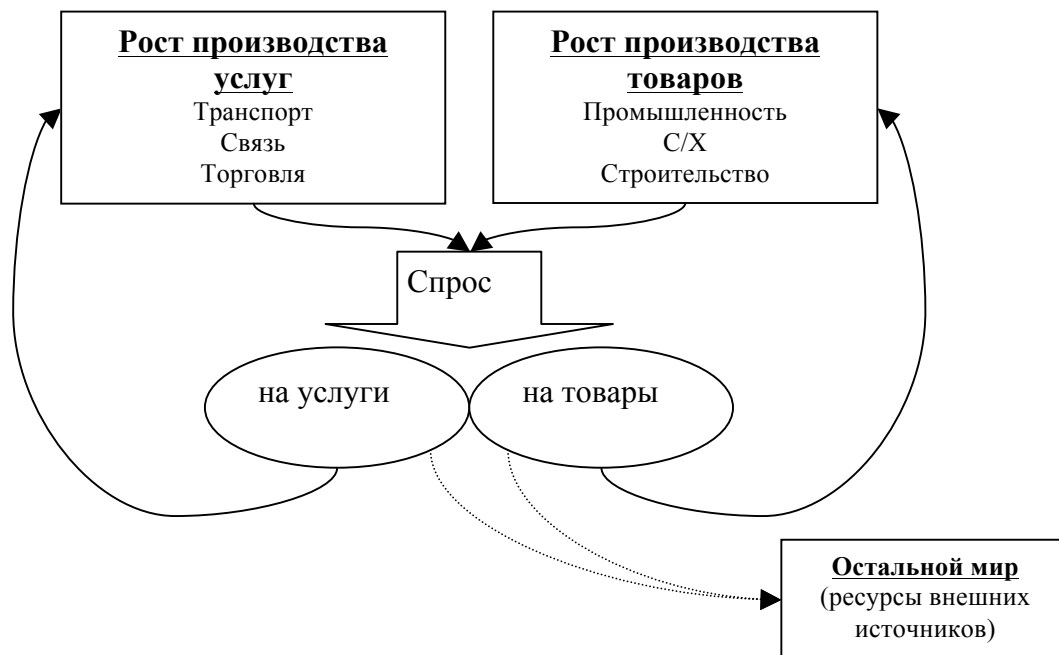 Рост производства
услуг
Транспорт
Связь
Торговля
Рост производства
товаров
Промышленность
С/Х
Строительство
Спрос
на услуги
на товары
Остальной мир
(ресурсы внешних
источников)